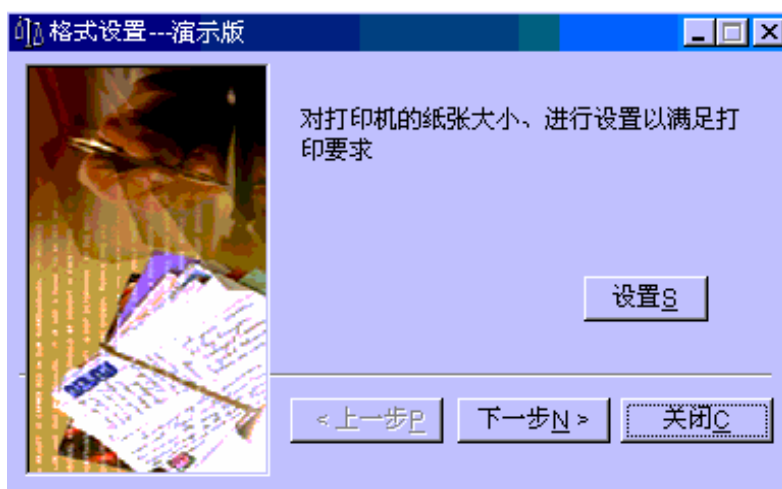 格式设置---演示版
对打印机的纸张大小、进行设置以满足打
印要求
设置S
<上一步P
下一步N >
关闭C